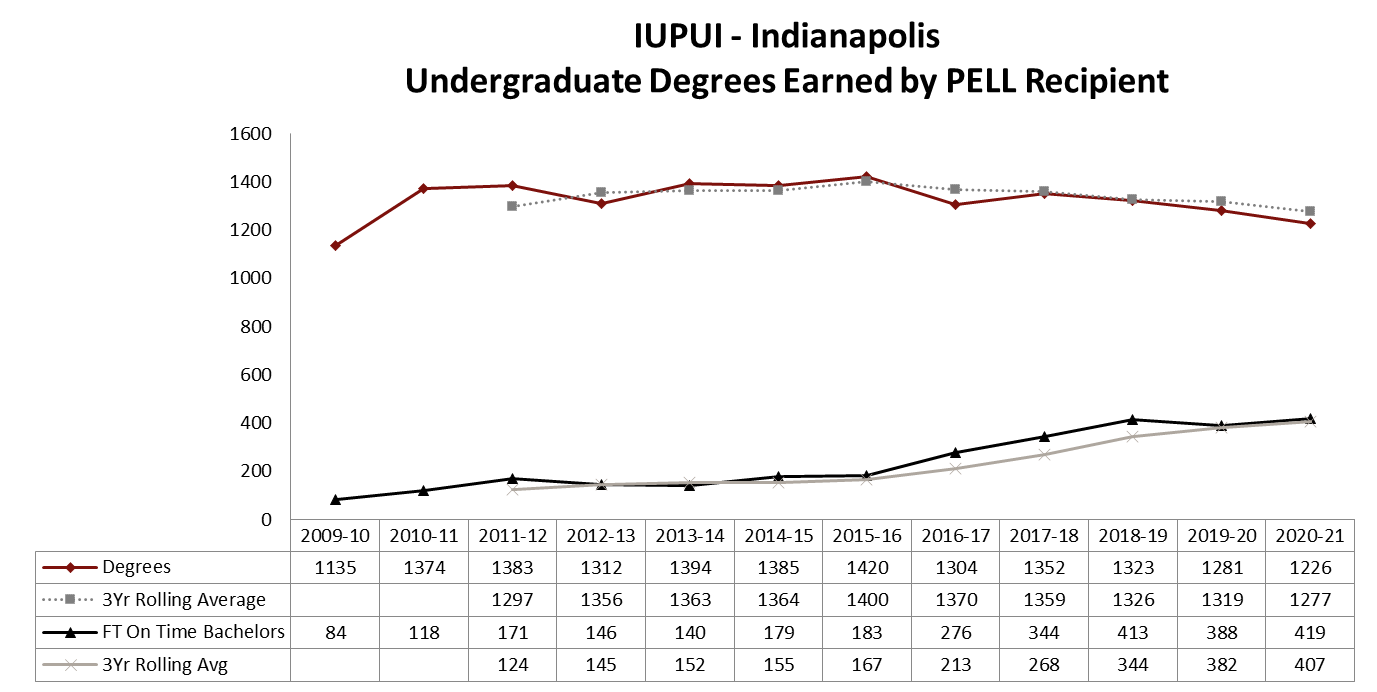 IUPUI - Indianapolis
Undergraduate Degrees Earned by PELL Recipient
1600
1400
1200
1000
800
600
400
200
0
2009-10 2010-11 2011-12 2012-13 2013-14 2014-15 2015-16 2016-17 2017-18 2018-19 2019-20 2020-21
Degrees 1135 1374 1383 1312 1394 1385 1420 1304 1352 1323 1281 1226
3Yr Rolling Average 1297 1356 1363 1364 1400 1370 1359 1326 1319 1277
FT On Time Bachelors 84 118 171 146 140 179 183 276 344 413 388 419
3Yr Rolling Avg 124 145 152 155 167 213 268 344 382 407